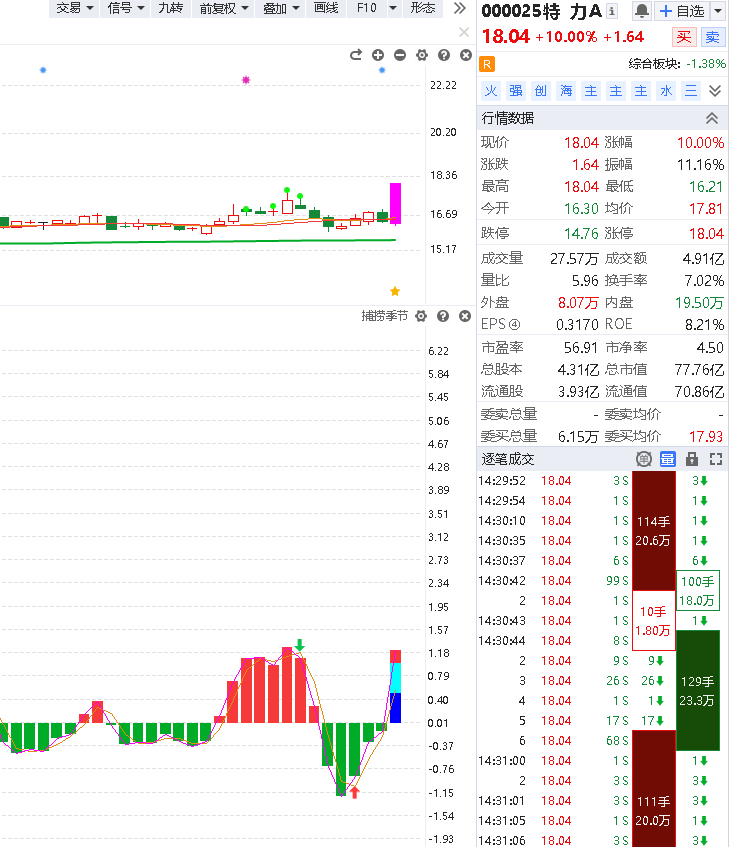 交易 信号 九转 前复权 叠加 画线 F10 形态
22.22
20.20
18.36
16.69
15.17
捕捞季节
6.22
5.84
5.45
5.06
4.67
4.28
3.89
3.51
3.12
2.73
2.34
1.95
1.57
1.18
0.79
0.40
0.01
-0.37
-0.76
-1.15
-1.54
-1.93
000025特 力A
+自选
18.04 +10.00% +1.64
买 卖
R
综合板块: -1.38%
火 强 创 海 主 主 主 水 三
行情数据
现价 18.04 涨幅 10.00%
涨跌 1.64 振幅 11.16%
最高 18.04 最低 16.21
今开 16.30 均价 17.81
跌停 14.76 涨停 18.04
成交量 27.57万 成交额 4.91亿
量比 5.96 换手率 7.02%
外盘 8.07万 内盘 19.50万
EPS④ 0.3170 ROE 8.21%
市盈率 56.91 市净率 4.50
总股本 4.31亿 总市值 77.76亿
流通股 3.93亿 流通值 70.86亿
委卖总量 - 委卖均价 -
委买总量 6.15万 委买均价 17.93
逐笔成交 单 量
14:29:52 18.04 3 S 3
14:29:54 18.04 1 S 1
14:30:10 18.04 1 S 114手 1
14:30:35 18.04 1 S 20.6万 1
14:30:37 18.04 6 S 6
14:30:42 18.04 99 S 100手
2 18.04 1 S 10手 18.0万
14:30:43 18.04 1 S 1.80万 1
14:30:44 18.04 8 S
2 18.04 9 S 9
3 18.04 26 S 26 129手
4 18.04 1 S 1 23.3万
5 18.04 17 S 17
6 18.04 68 S
14:31:00 18.04 1 S 1
2 18.04 3 S 3
14:31:01 18.04 3 S 111手 3
14:31:05 18.04 1 S 20.0万 1
14:31:06 18.04 3 S 3